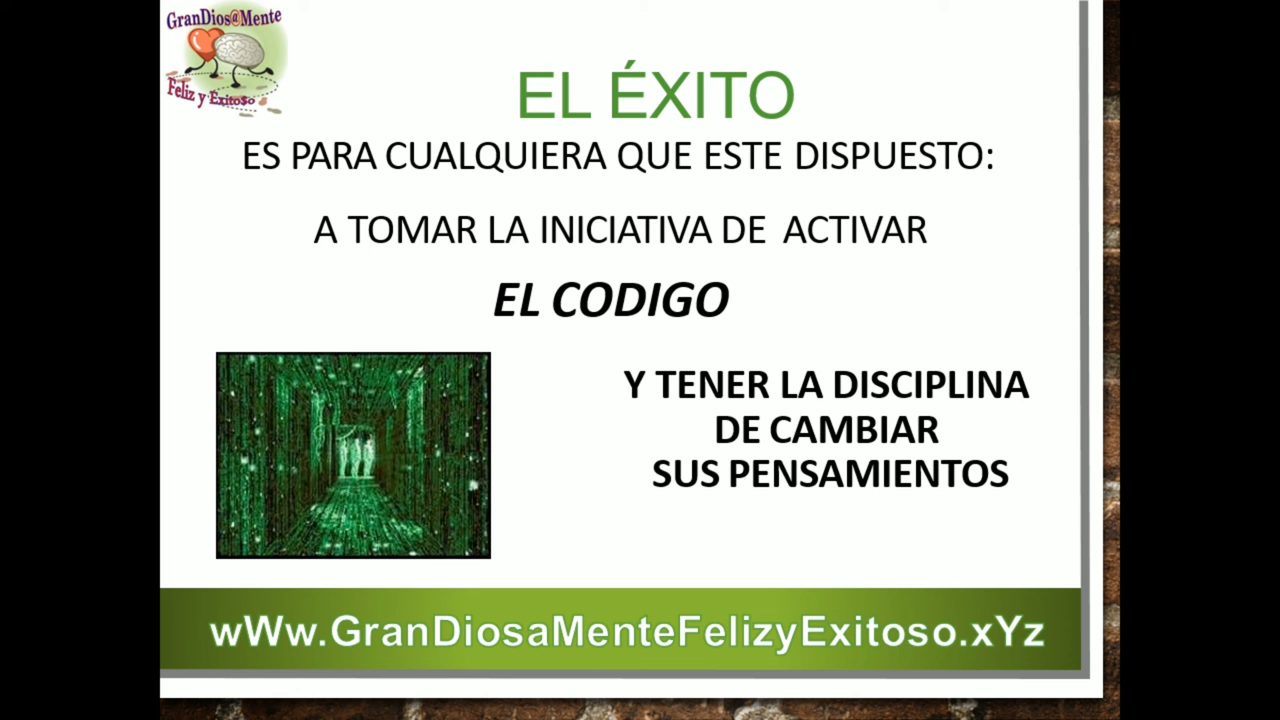 GranDios@Mente
Feliz y Exitoso
EL ÉXITO
ES PARA CUALQUIERA QUE ESTE DISPUESTO:
A TOMAR LA INICIATIVA DE ACTIVAR
EL CODIGO
Y TENER LA DISCIPLINA
DE CAMBIAR
SUS PENSAMIENTOS
wWw.GranDiosaMenteFelizyExitoso.xYz